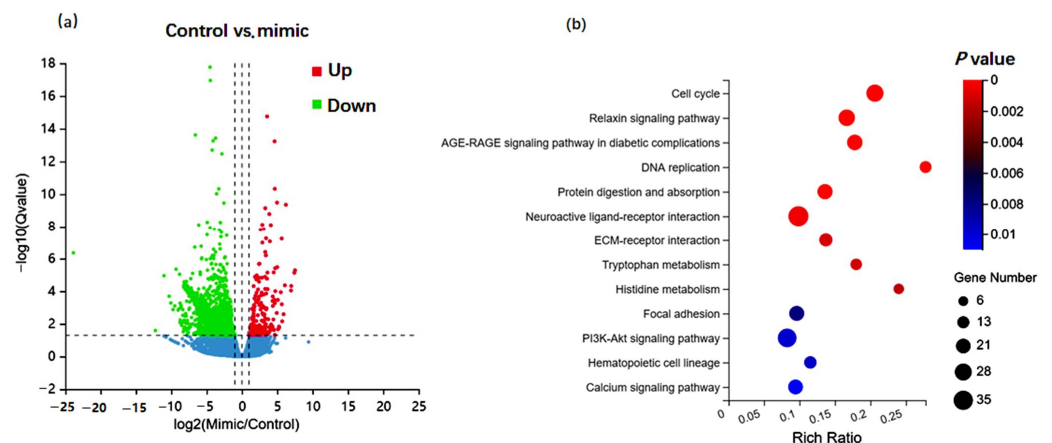 (a)
Control vs. mimic
Up
Down
18
16
14
12
10
8
6
4
2
0
−2
−log10(Qvalue)
−25 −20 −15 −10 −5 0 5 10 15 20 25
log2(Mimic/Control)
(b)
Cell cycle
Relaxin signaling pathway
AGE-RAGE signaling pathway in diabetic complications
DNA replication
Protein digestion and absorption
Neuroactive ligand-receptor interaction
ECM-receptor interaction
Tryptophan metabolism
Histidine metabolism
Focal adhesion
PI3K-Akt signaling pathway
Hematopoietic cell lineage
Calcium signaling pathway
0 0.05 0.1 0.15 0.2 0.25
Rich Ratio
P value
0
0.002
0.004
0.006
0.008
0.01
Gene Number
6
13
21
28
35